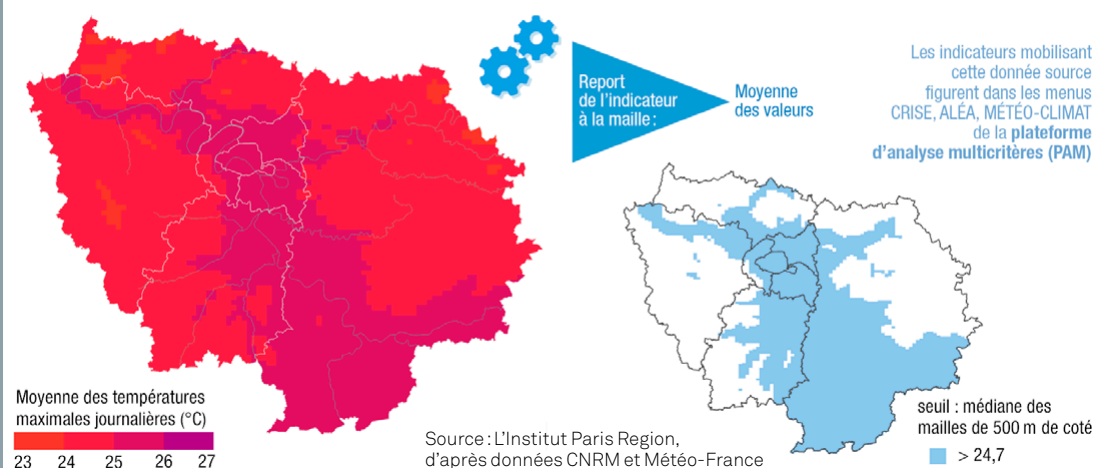 Report
de l'indicateur
à la maille :
Moyenne
des valeurs
Les indicateurs mobilisant
cette donnée source
figurent dans les menus
CRISE, ALÉA, MÉTÉO-CLIMAT
de la plateforme
d'analyse multicritères (PAM)
Moyenne des températures
maximales journalières (°C)
23 24 25 26 27
Source : L'Institut Paris Region,
d'après données CNRM et Météo-France
seuil : médiane des
mailles de 500 m de coté
> 24,7